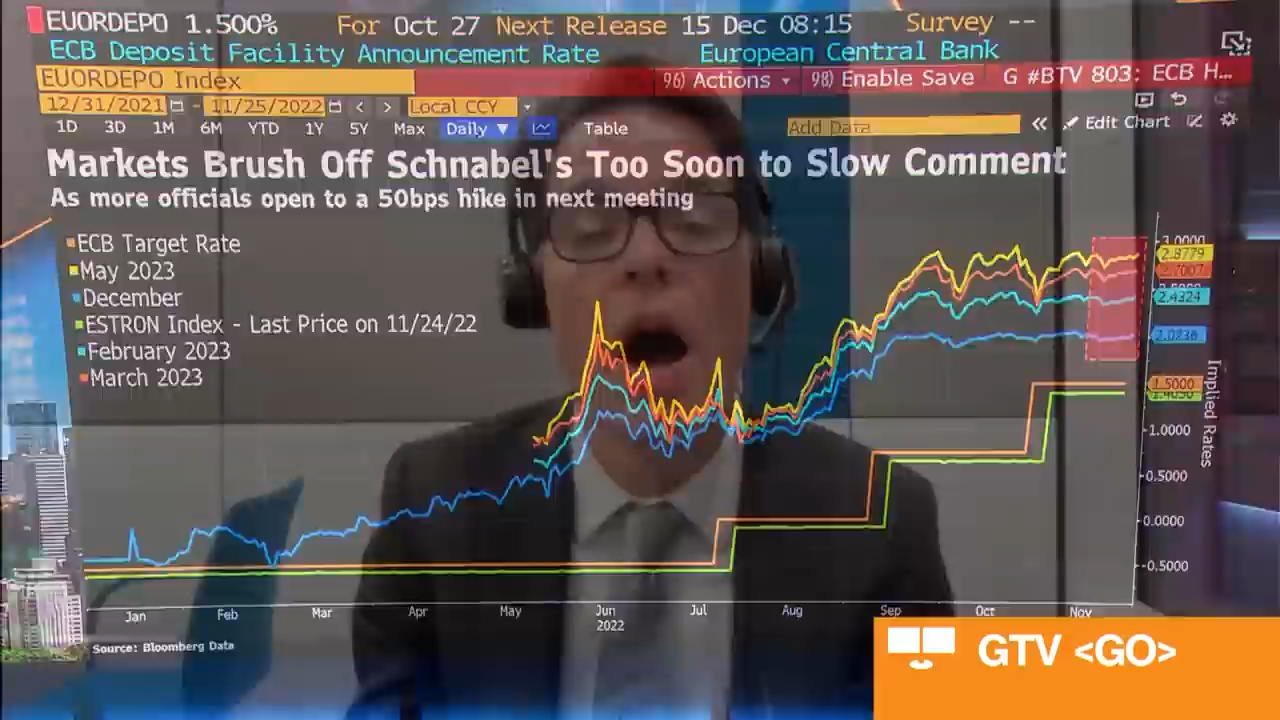 EURORDEPO 1.500% For Oct 27 Next Release 15 Dec 08:15 Survey --
ECB Deposit Facility Announcement Rate European Central Bank
EUORDEPO Index 96) Actions 98) Enable Save G #BTV 803: ECB H...
12/31/2021 - 11/25/2022 < > Local CCY
1D 3D 1M 6M YTD 1Y 5Y Max Daily ▼ Table Add Data « Edit Chart
Markets Brush Off Schnabel's Too Soon to Slow Comment
As more officials open to a 50bps hike in next meeting
ECB Target Rate
May 2023
December
ESTRON Index - Last Price on 11/24/22
February 2023
March 2023
3.0000
2.8779
2.7007
2.4324
2.0236
1.5000
1.0000
0.5000
0.0000
-0.5000
Implied Rates
Jan Feb Mar Apr May Jun Jul Aug Sep Oct Nov
2022
Source: Bloomberg Data
GTV <GO>